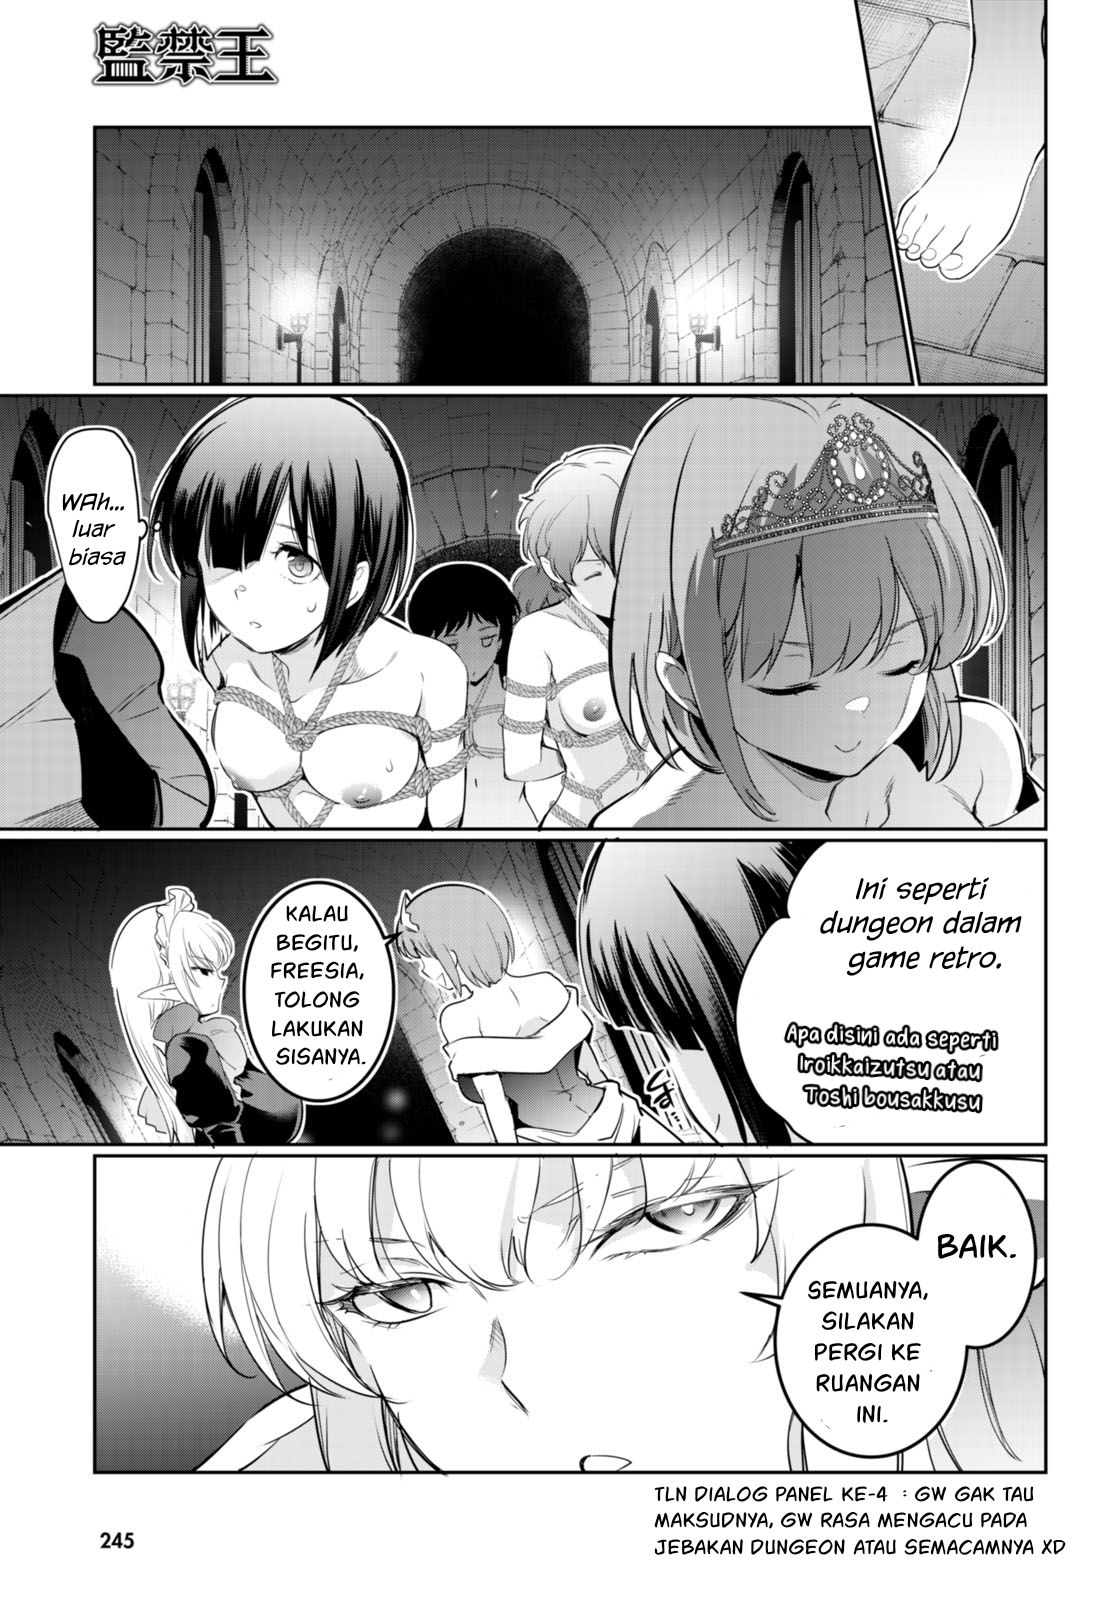 監禁王
WAh...
luar
biasa
Ini seperti
dungeon dalam
game retro.
Apa disini ada seperti
Iroikkaizutsu atau
Toshi bousakkusu
KALAU
BEGITU,
FREESIA,
TOLONG
LAKUKAN
SISANYA.
BAIK.
SEMUANYA,
SILAKAN
PERGI KE
RUANGAN
INI.
TLN DIALOG PANEL KE-4 : GW GAK TAU
MAKSUDNYA, GW RASA MENGACU PADA
JEBAKAN DUNGEON ATAU SEMACAMNYA XD
245